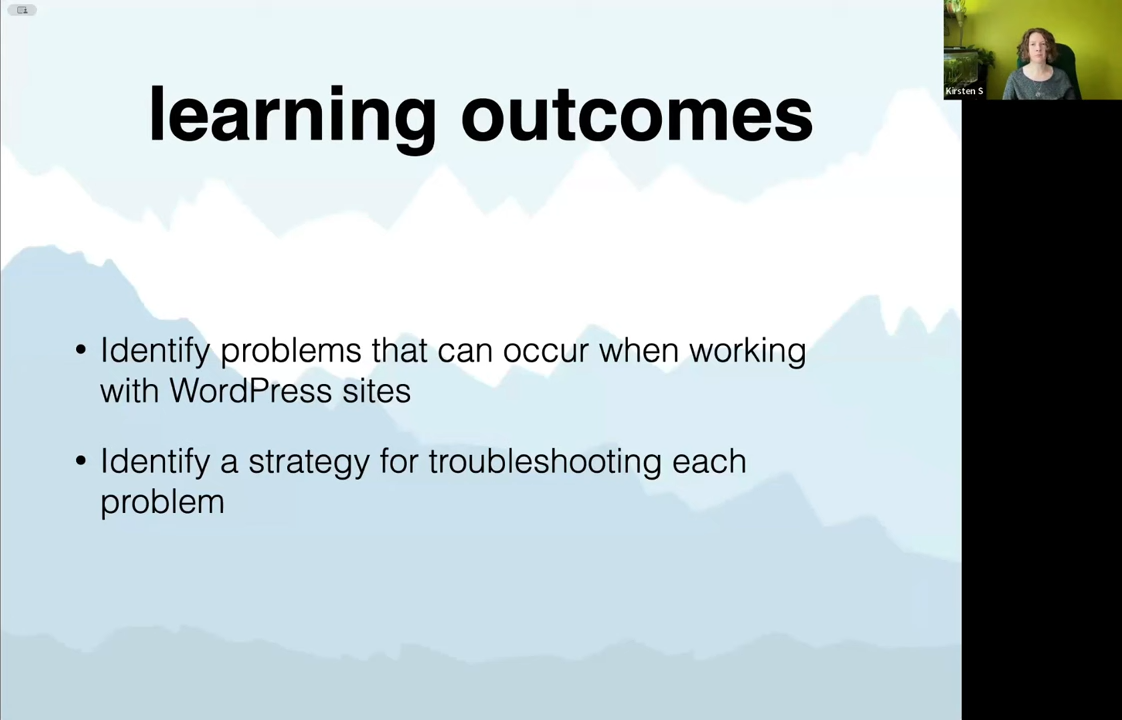 learning outcomes
Kirsten S
• Identify problems that can occur when working
with WordPress sites
• Identify a strategy for troubleshooting each
problem